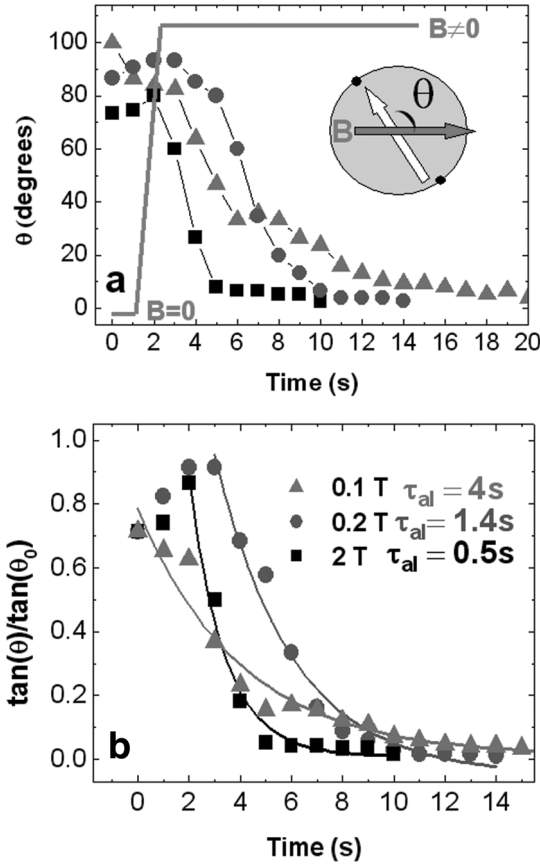 100
80
60
40
20
0
θ (degrees)
a
B=0
B≠0
B
θ
0 2 4 6 8 10 12 14 16 18 20
Time (s)
1.0
0.8
0.6
0.4
0.2
0.0
tan(θ)/tan(θ0)
b
0.1 T τal = 4s
0.2 T τal= 1.4s
2 T τal = 0.5s
0 2 4 6 8 10 12 14
Time (s)